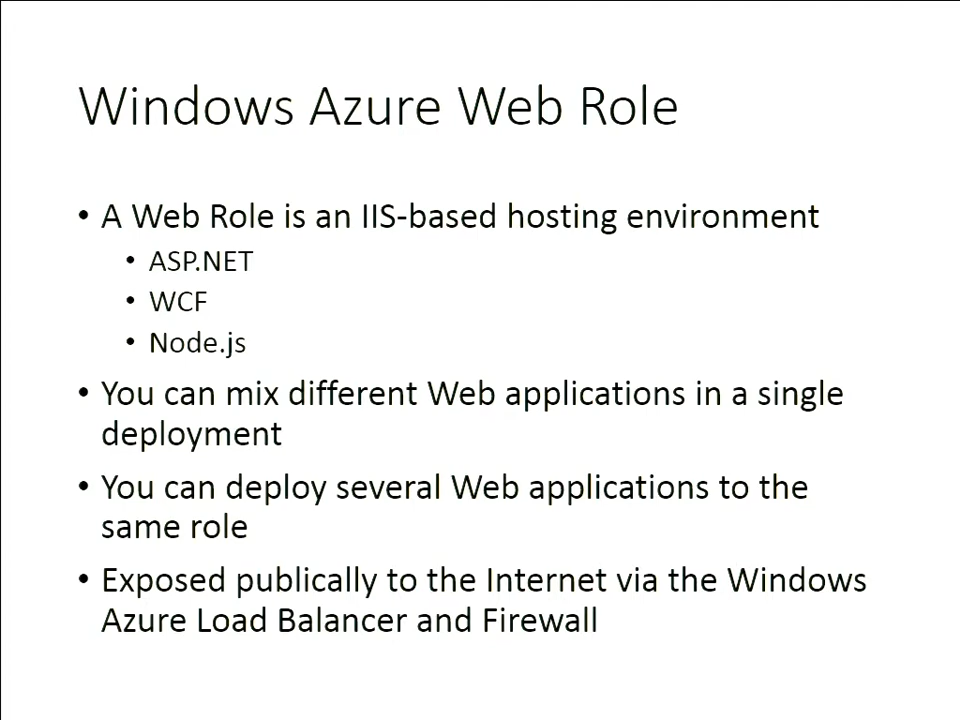 Windows Azure Web Role
• A Web Role is an IIS-based hosting environment
• ASP.NET
• WCF
• Node.js
• You can mix different Web applications in a single
deployment
• You can deploy several Web applications to the
same role
• Exposed publically to the Internet via the Windows
Azure Load Balancer and Firewall